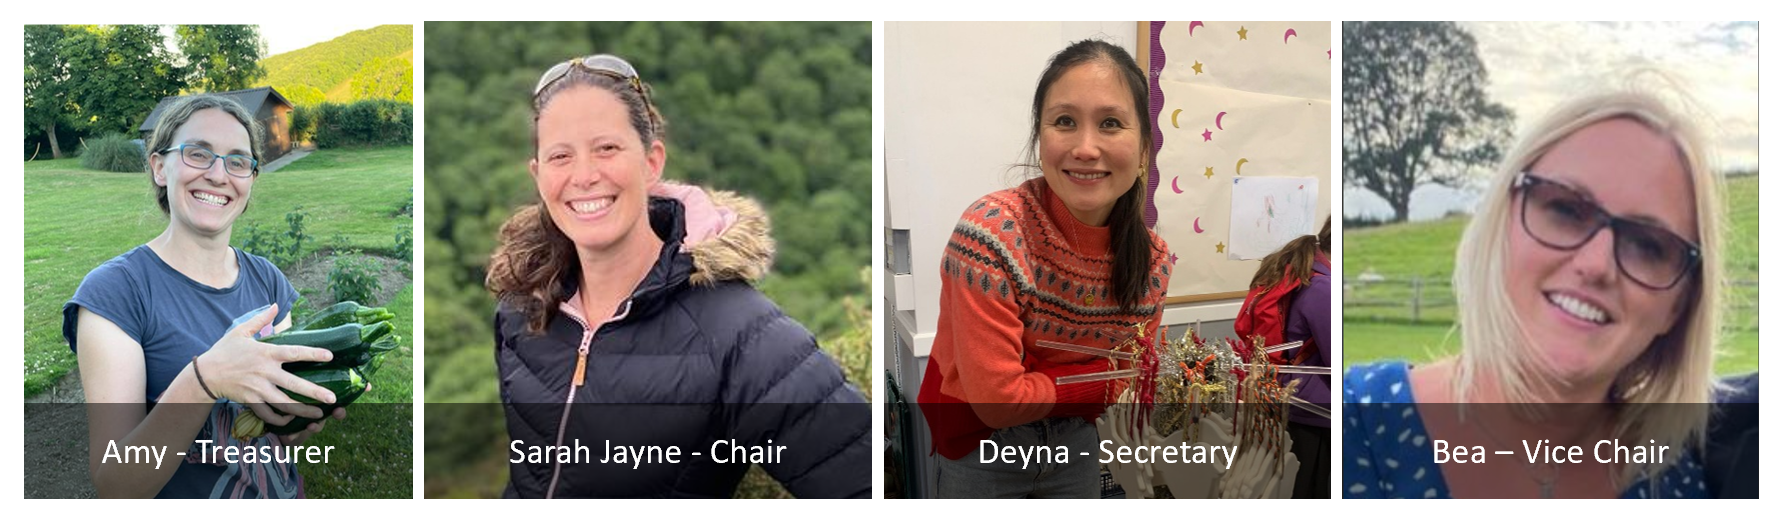 Amy - Treasurer
Sarah Jayne - Chair
Deyna - Secretary
Bea – Vice Chair